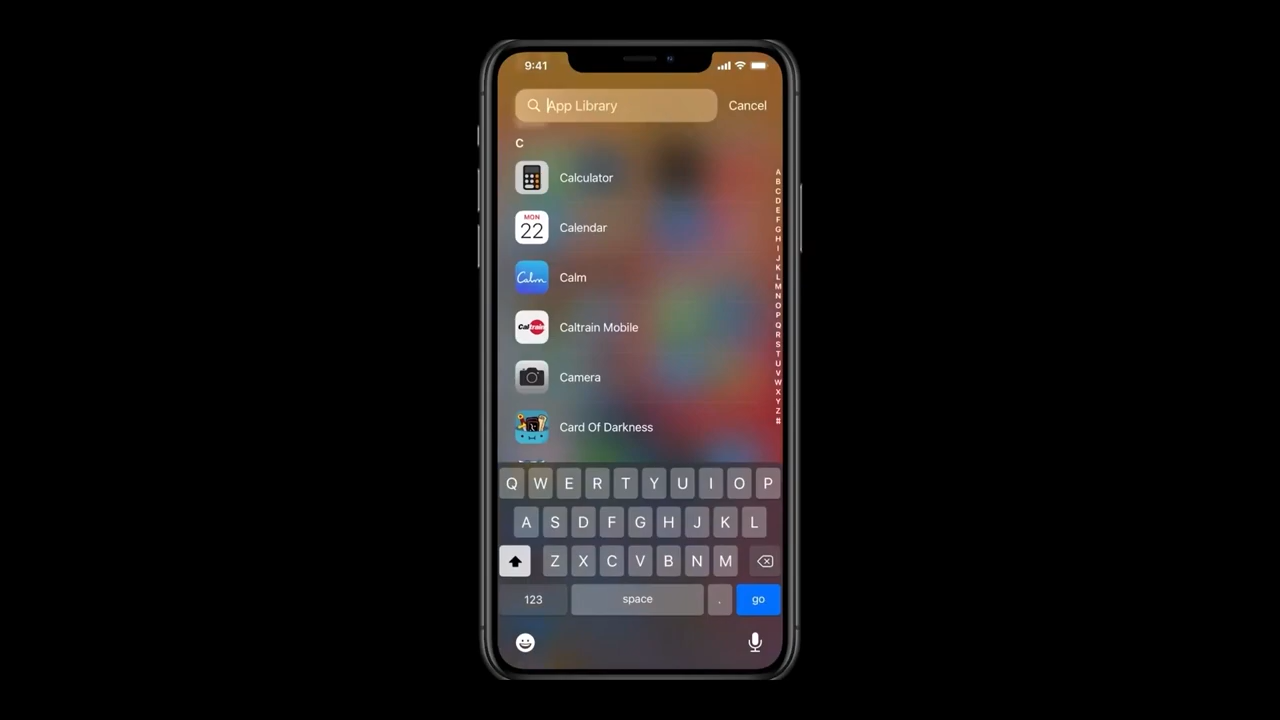 9:41
App Library Cancel
C
Calculator
MON
22 Calendar
Calm Calm
Caltrain Caltrain Mobile
Camera
Card Of Darkness
A
B
C
D
E
F
G
H
I
J
K
L
M
N
O
P
Q
R
S
T
U
V
W
X
Y
Z
#
Q W E R T Y U I O P
A S D F G H J K L
Z X C V B N M
123 space . go